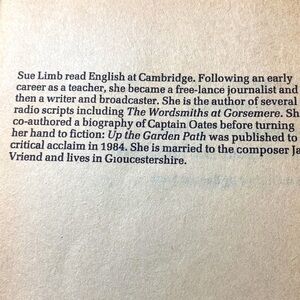 Sue Limb read English at Cambridge. Following an early
career as a teacher, she became a free-lance journalist and
then a writer and broadcaster. She is the author of several
radio scripts including The Wordsmiths at Gorsemere. Sh
co-authored a biography of Captain Oates before turning
her hand to fiction: Up the Garden Path was published to
critical acclaim in 1984. She is married to the composer Ja
Vriend and lives in Gloucestershire.